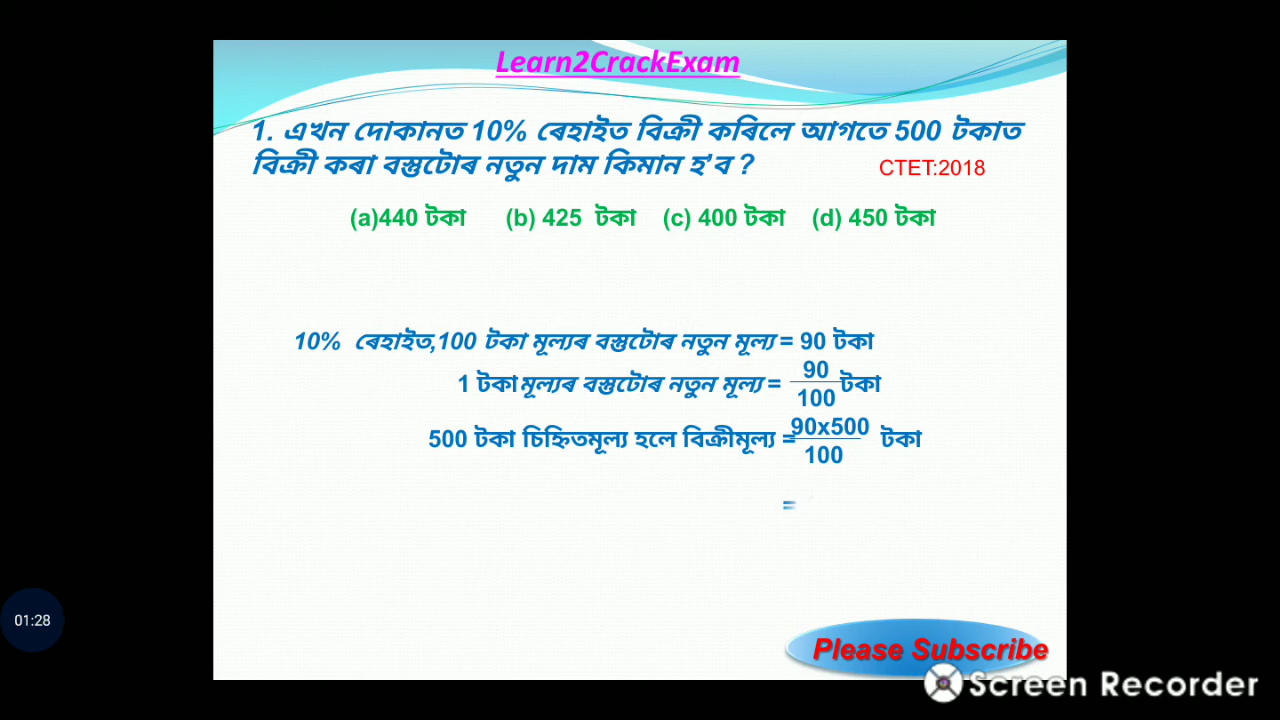 Learn2CrackExam
1. এখন দোকানত 10% ৰেহাইত বিক্ৰী কৰিলে আগতে 500 টকাত
বিক্ৰী কৰা বস্তুটোৰ নতুন দাম কিমান হ'ব ?
CTET:2018
(a)440 টকা (b) 425 টকা (c) 400 টকা (d) 450 টকা
10% ৰেহাইত,100 টকা মূল্যৰ বস্তুটোৰ নতুন মূল্য = 90 টকা
1 টকা মূল্যৰ বস্তুটোৰ নতুন মূল্য = 90/100 টকা
500 টকা চিহ্নিতমূল্য হলে বিক্ৰীমূল্য = 90x500/100 টকা
=
01:28
Please Subscribe
Screen Recorder